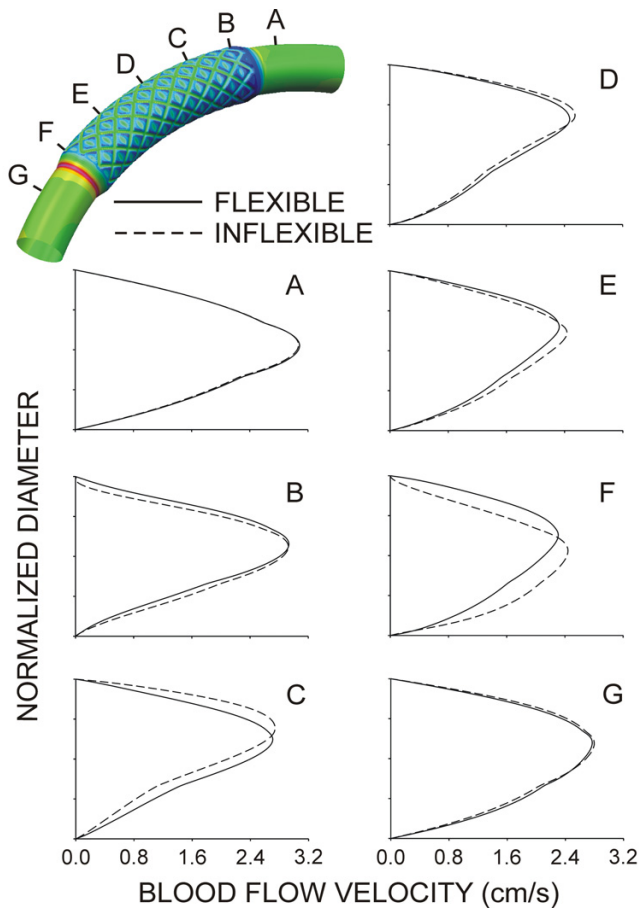 A
B
C
D
E
F
G
FLEXIBLE
INFLEXIBLE
D
A
E
B
F
C
G
NORMALIZED DIAMETER
0.0 0.8 1.6 2.4 3.2
0.0 0.8 1.6 2.4 3.2
BLOOD FLOW VELOCITY (cm/s)